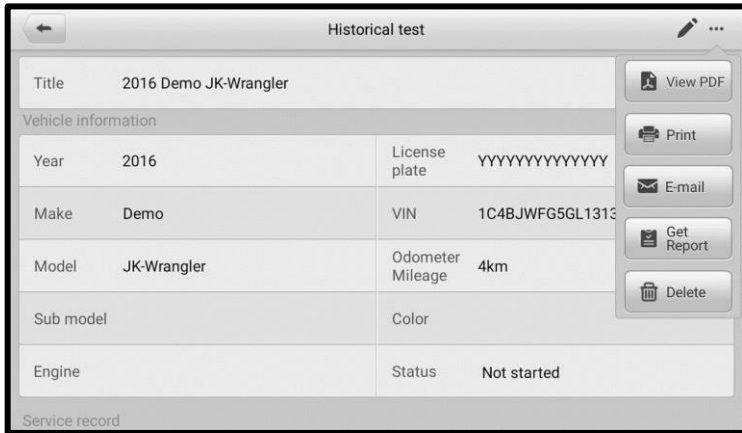 Historical test
Title 2016 Demo JK-Wrangler
Vehicle information
Year 2016
License plate YYYYYYYYYYYYYY
Make Demo
VIN 1C4BJWFG5GL1313
Model JK-Wrangler
Odometer Mileage 4km
Sub model
Color
Engine
Status Not started
Service record
View PDF
Print
E-mail
Get
Report
Delete